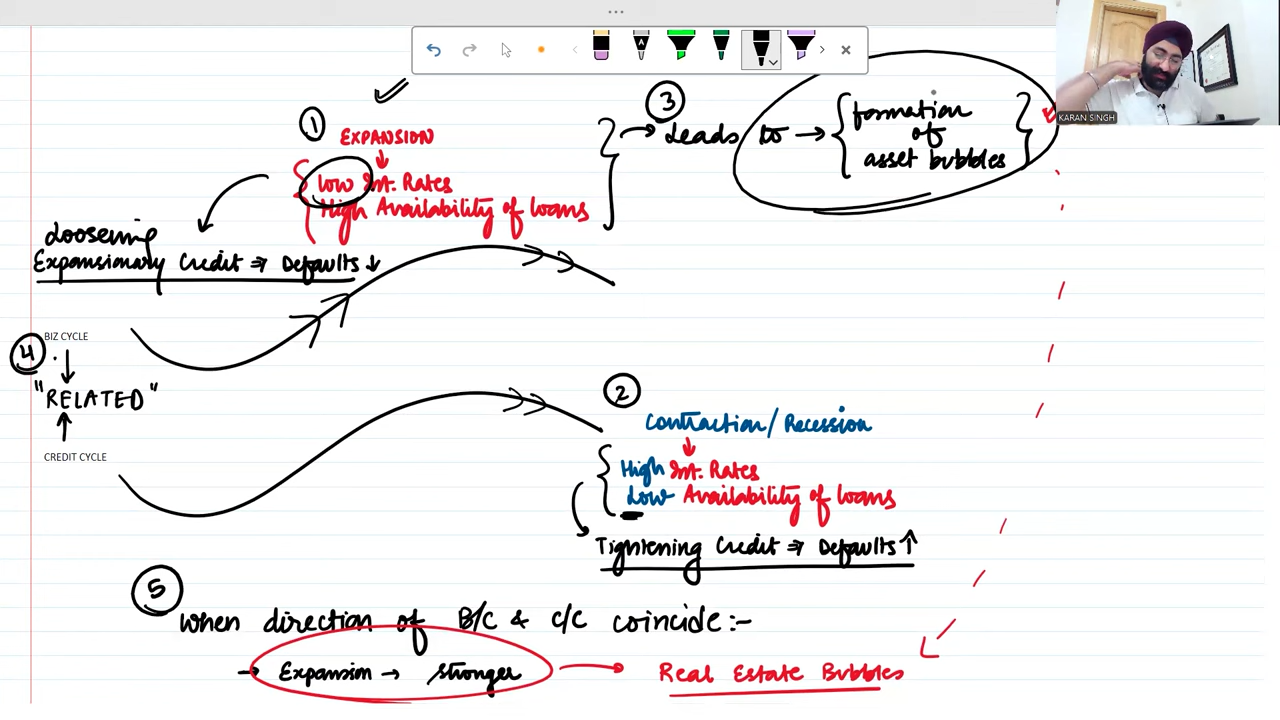 KARAN SINGH
①
EXPANSION
Low Int. Rates
High Availability of Loans
③
Leads to → { formation of asset bubbles }
Loosening
Expansionary Credit ⇒ Defaults ↓
④
BIZ CYCLE
"RELATED"
CREDIT CYCLE
②
Contraction/Recession
High Int. Rates
Low Availability of Loans
Tightening Credit ⇒ Defaults ↑
⑤
When direction of B/C & C/C coincide:-
→ Expansion → stronger → Real Estate Bubbles